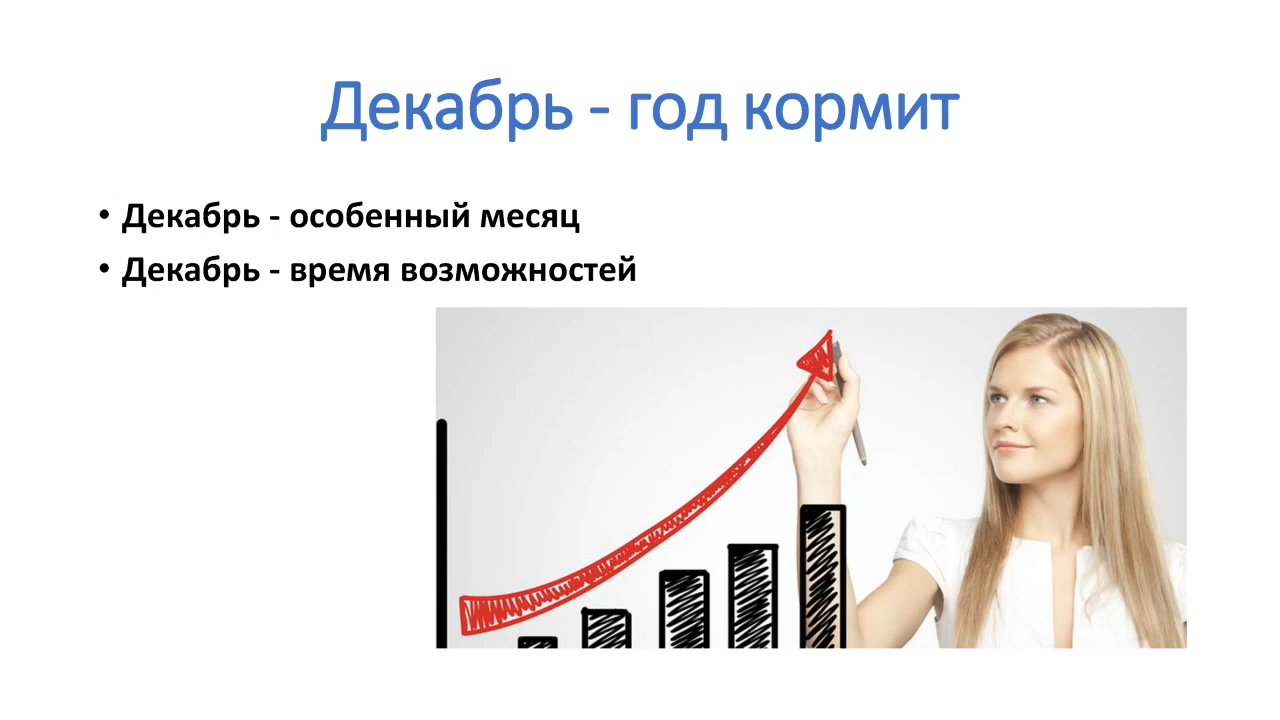 Декабрь - год кормит
• Декабрь - особенный месяц
• Декабрь - время возможностей